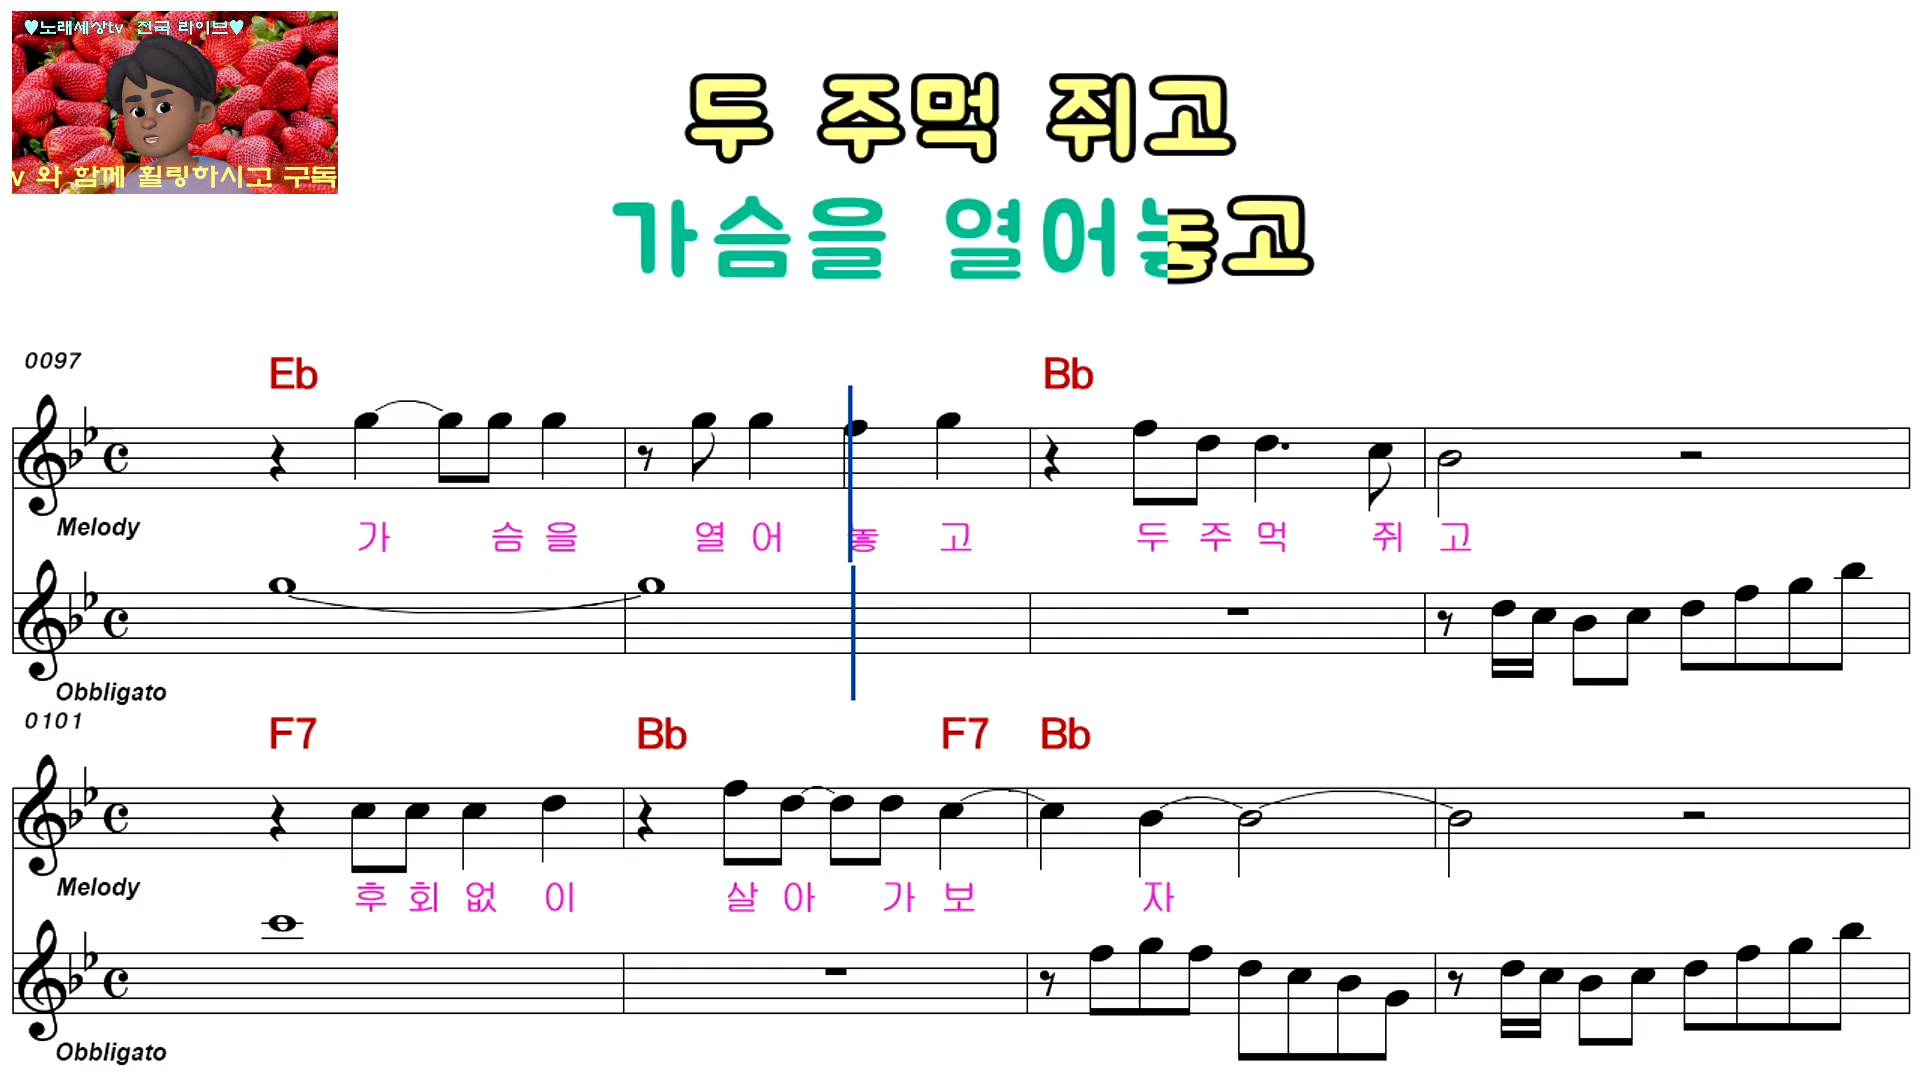 ♥노래세상tv 전국 라이브♥
v 와 함께 힐링하시고 구독
두 주먹 쥐고
가슴을 열어놓고
0097
Eb Bb
Melody
가 슴 을 열 어 놓 고 두 주 먹 쥐 고
Obbligato
0101
F7 Bb F7 Bb
Melody
후 회 없 이 살 아 가 보 자
Obbligato